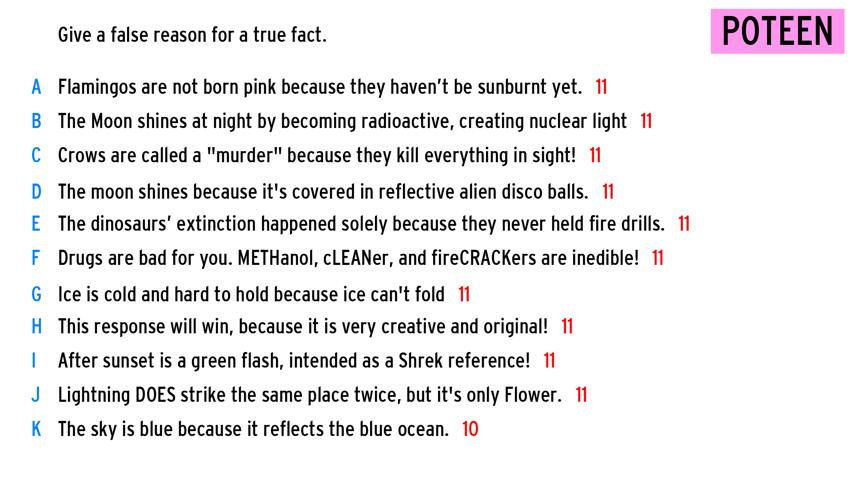 Give a false reason for a true fact.
POTEEN
A Flamingos are not born pink because they haven't be sunburnt yet. 11
B The Moon shines at night by becoming radioactive, creating nuclear light 11
C Crows are called a "murder" because they kill everything in sight! 11
D The moon shines because it's covered in reflective alien disco balls. 11
E The dinosaurs’ extinction happened solely because they never held fire drills. 11
F Drugs are bad for you. METHanol, cLEANer, and fireCRACKers are inedible! 11
G Ice is cold and hard to hold because ice can't fold 11
H This response will win, because it is very creative and original! 11
I After sunset is a green flash, intended as a Shrek reference! 11
J Lightning DOES strike the same place twice, but it's only Flower. 11
K The sky is blue because it reflects the blue ocean. 10